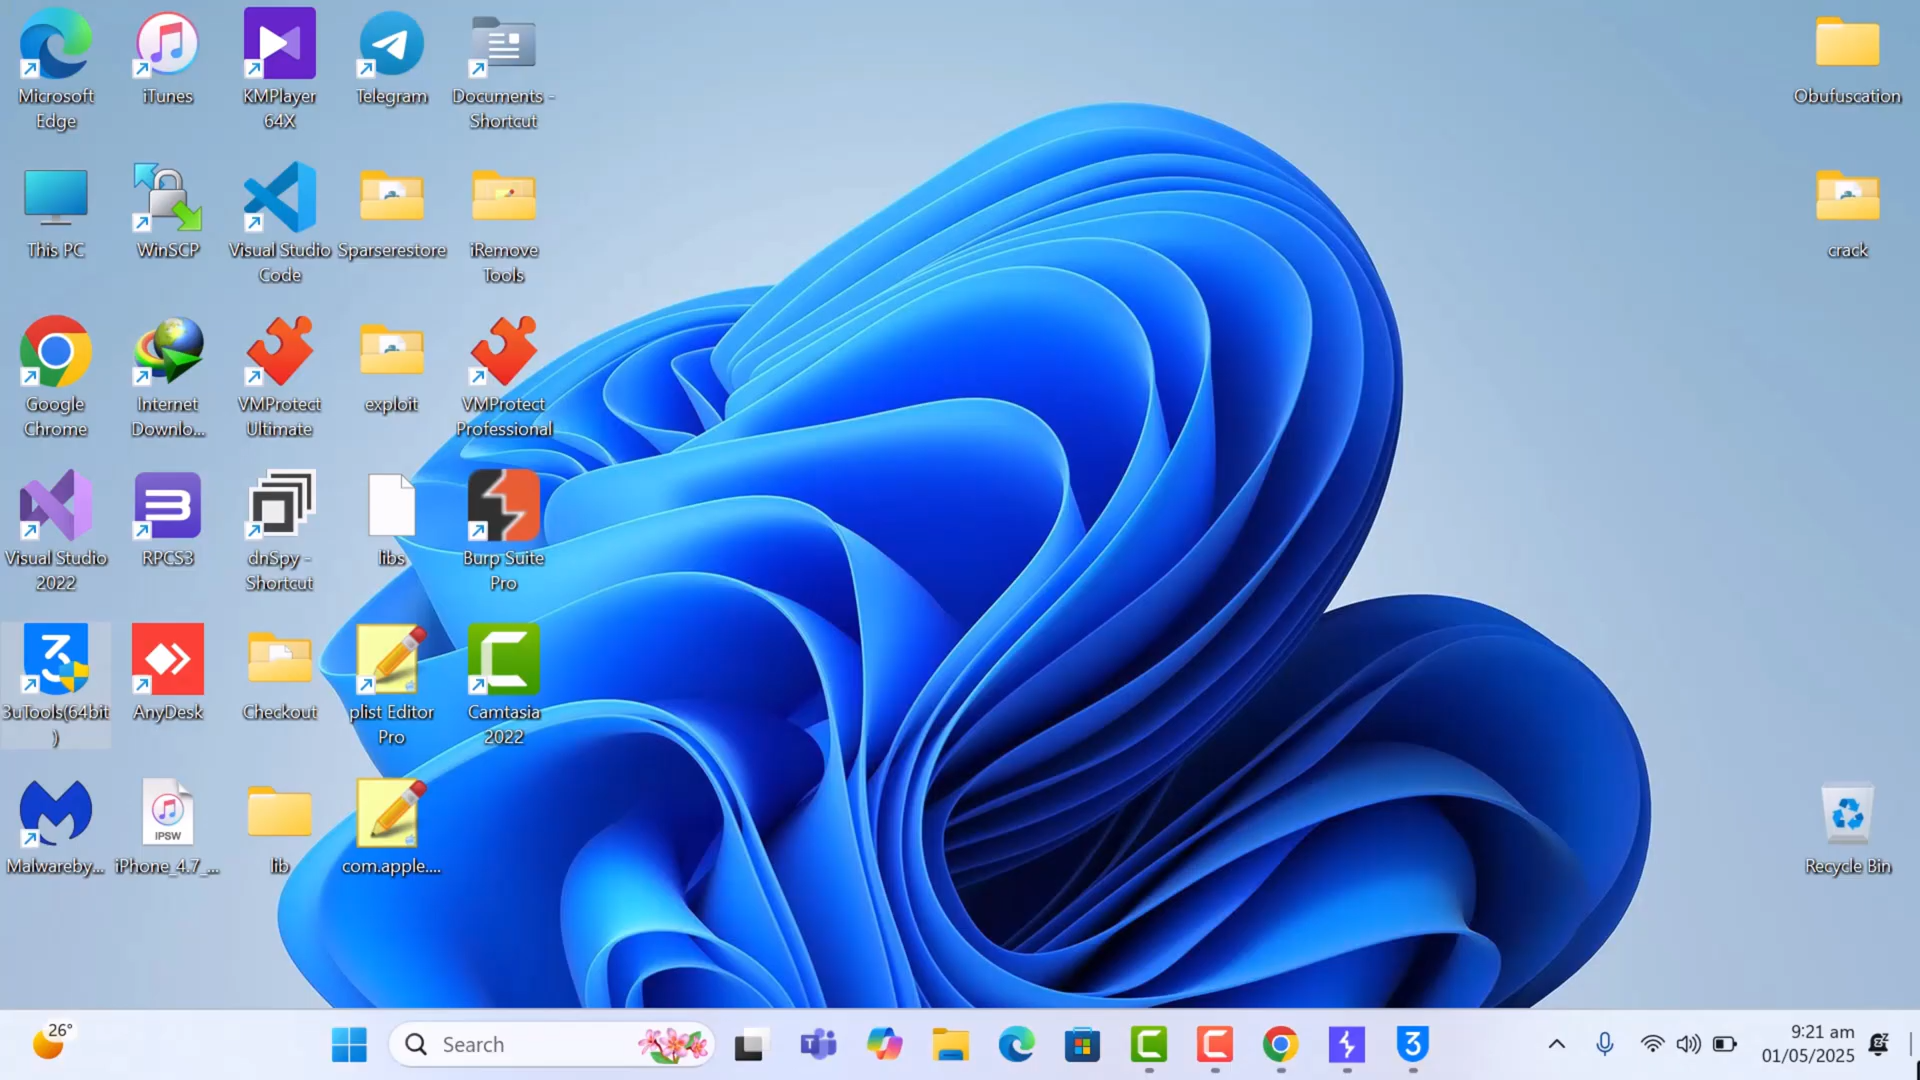 Microsoft
Edge
iTunes
KMPlayer
64X
Telegram
Documents -
Shortcut
Obufuscation
This PC
WinSCP
Visual Studio
Code
Sparserestore
iRemove
Tools
crack
Google
Chrome
Internet
Downlo...
VMProtect
Ultimate
exploit
VMProtect
Professional
Visual Studio
2022
RPCS3
dnSpy -
Shortcut
libs
Burp Suite
Pro
3uTools(64bit
)
AnyDesk
Checkout
plist Editor
Pro
Camtasia
2022
Malwareby...
IPSW
iPhone_4.7_...
lib
com.apple....
Recycle Bin
26°
Search
9:21 am
01/05/2025